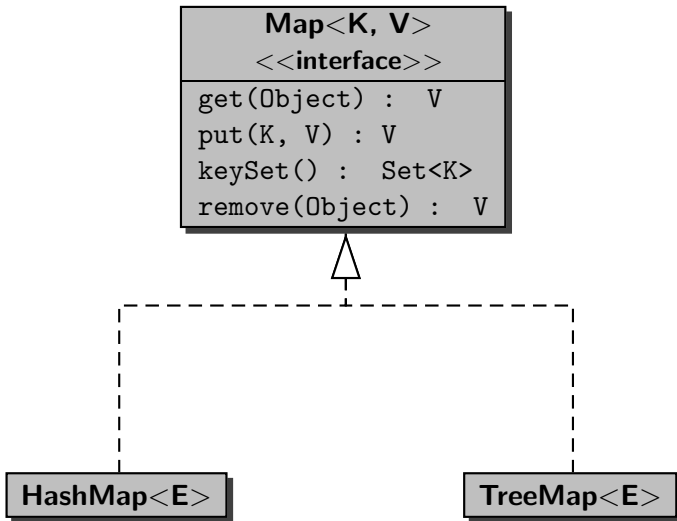 Map<K, V>
<<interface>>
get(Object) : V
put(K, V) : V
keySet() : Set<K>
remove(Object) : V
HashMap<E>
TreeMap<E>